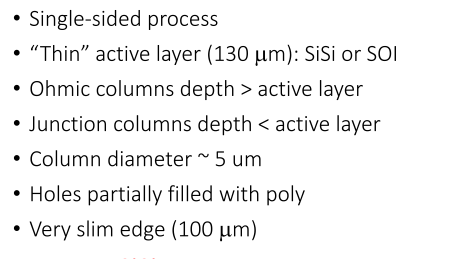 • Single-sided process
• “Thin” active layer (130 μm): SiSi or SOI
• Ohmic columns depth > active layer
• Junction columns depth < active layer
• Column diameter ~ 5 um
• Holes partially filled with poly
• Very slim edge (100 μm)